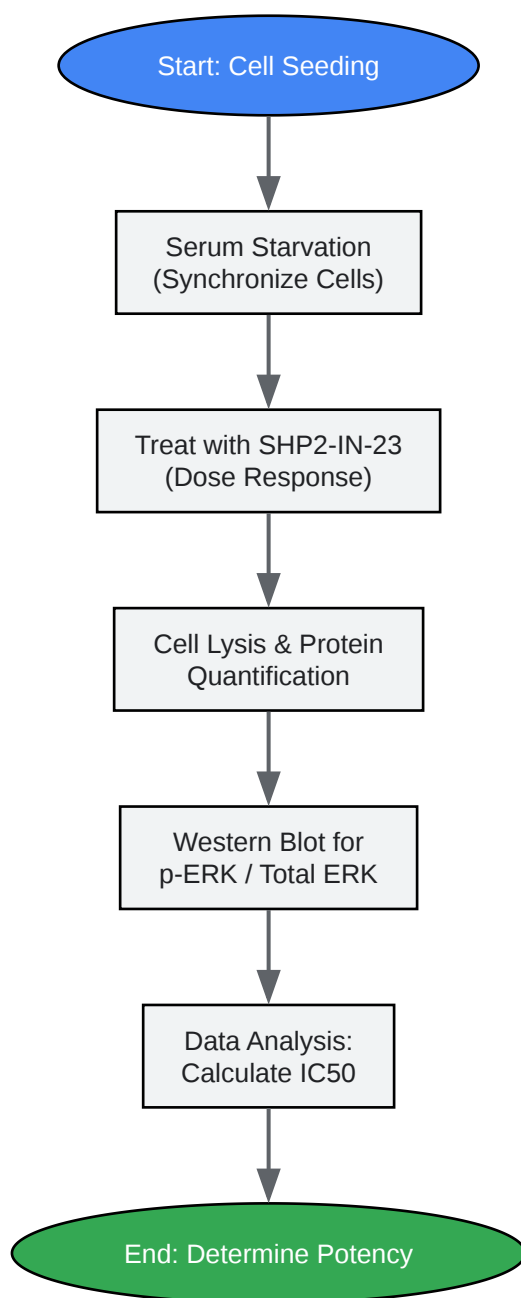 Start: Cell Seeding
Serum Starvation
(Synchronize Cells)
Treat with SHP2-IN-23
(Dose Response)
Cell Lysis & Protein
Quantification
Western Blot for
p-ERK / Total ERK
Data Analysis:
Calculate IC50
End: Determine Potency